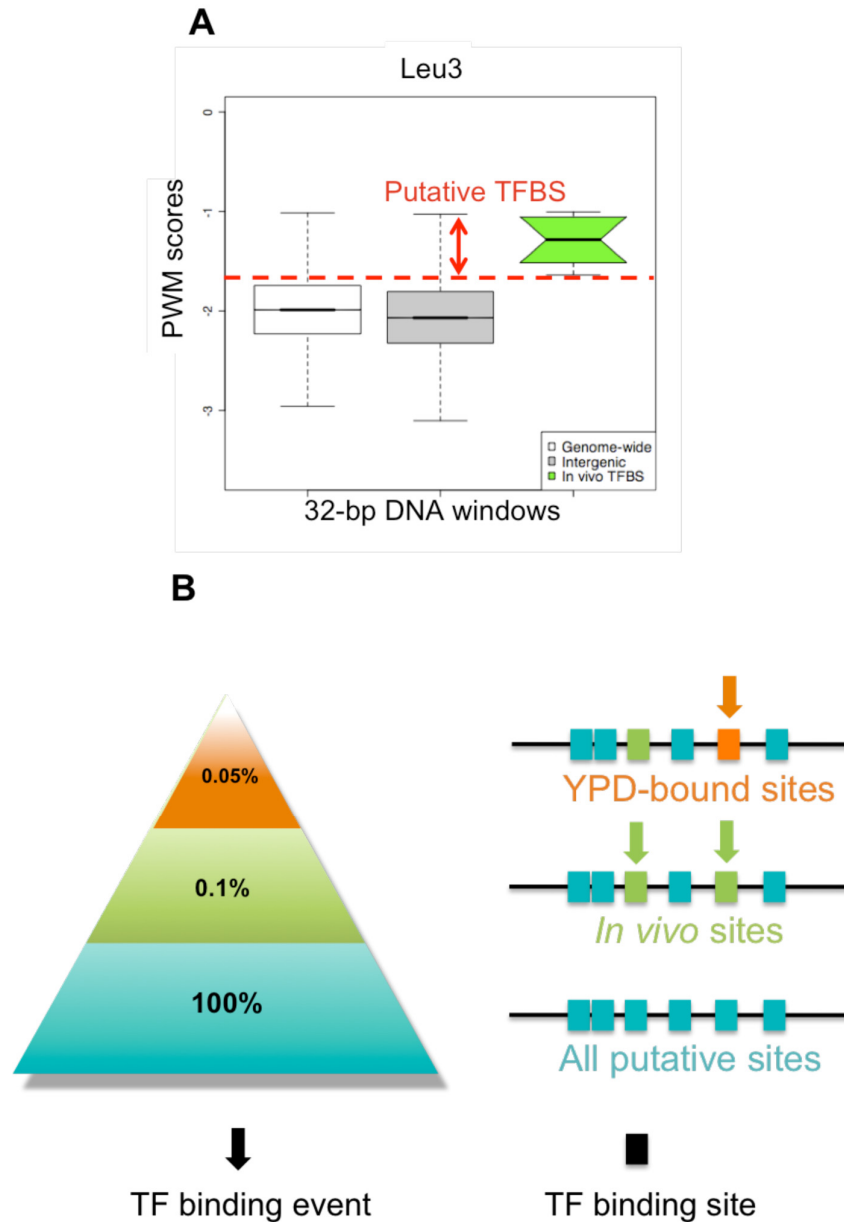 A
Leu3
PWM scores
0
-1
-2
-3
Putative TFBS
Genome-wide
Intergenic
In vivo TFBS
32-bp DNA windows
B
0.05%
0.1%
100%
YPD-bound sites
In vivo sites
All putative sites
TF binding event
TF binding site